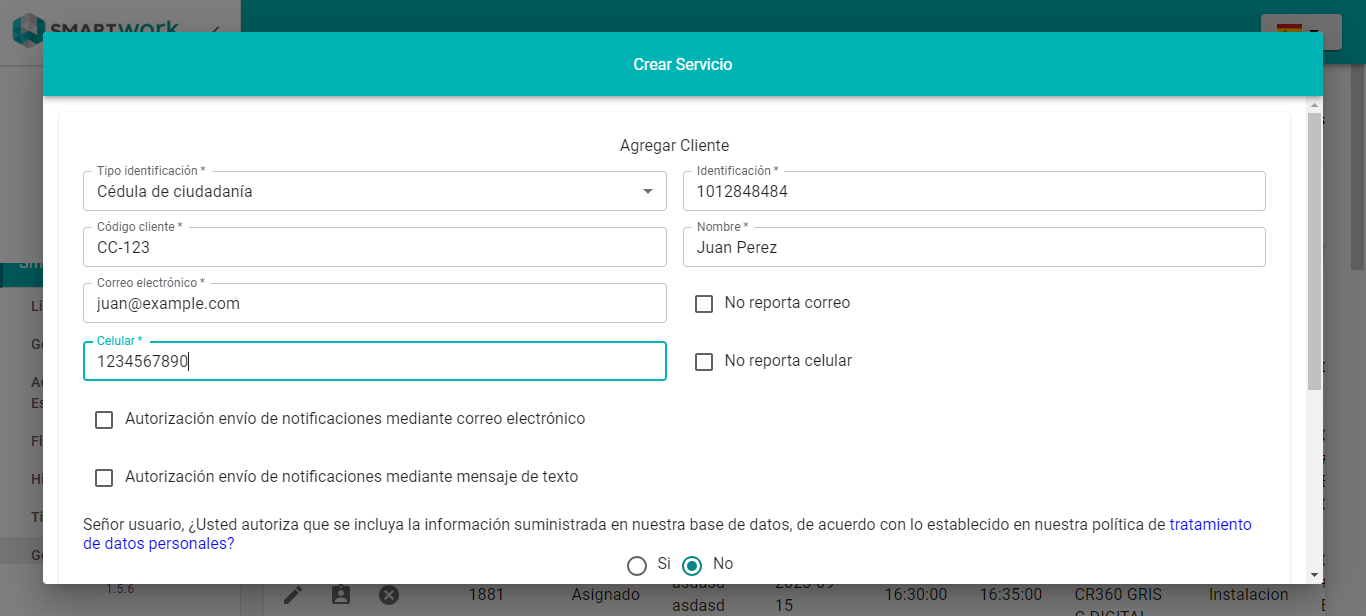 SMARTWORK
Crear Servicio
Agregar Cliente
Tipo identificación *
Cédula de ciudadanía
Identificación *
1012848484
Código cliente *
CC-123
Nombre *
Juan Perez
Correo electrónico *
juan@example.com
No reporta correo
Celular *
1234567890
No reporta celular
Autorización envío de notificaciones mediante correo electrónico
Autorización envío de notificaciones mediante mensaje de texto
Señor usuario, ¿Usted autoriza que se incluya la información suministrada en nuestra base de datos, de acuerdo con lo establecido en nuestra política de tratamiento
de datos personales?
Si No
1.5.6
1881 Asignado asdasd 16:30:00 16:35:00 CR360 GRIS Instalacion
asdasd 15